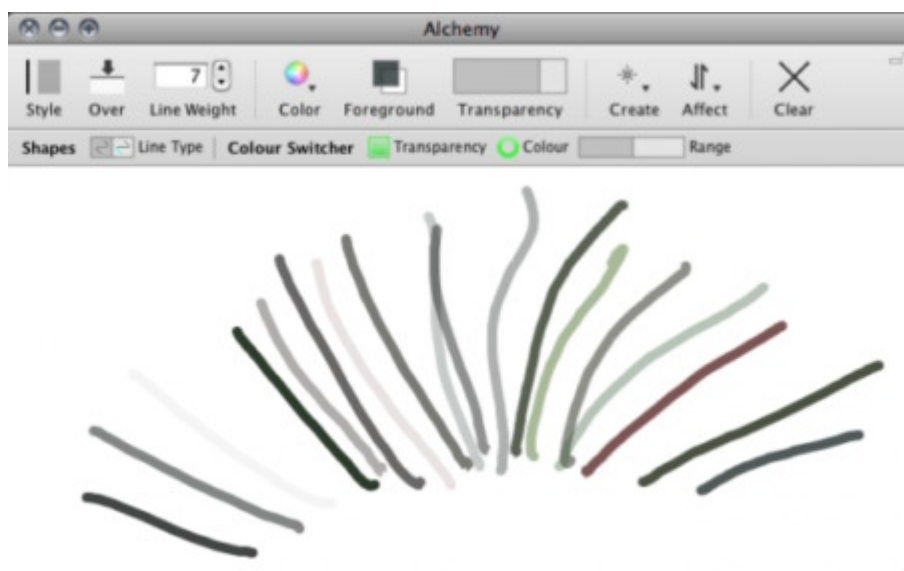 Alchemy
7
Style Over Line Weight Color Foreground Transparency Create Affect Clear
Shapes Line Type Colour Switcher Transparency Colour Range